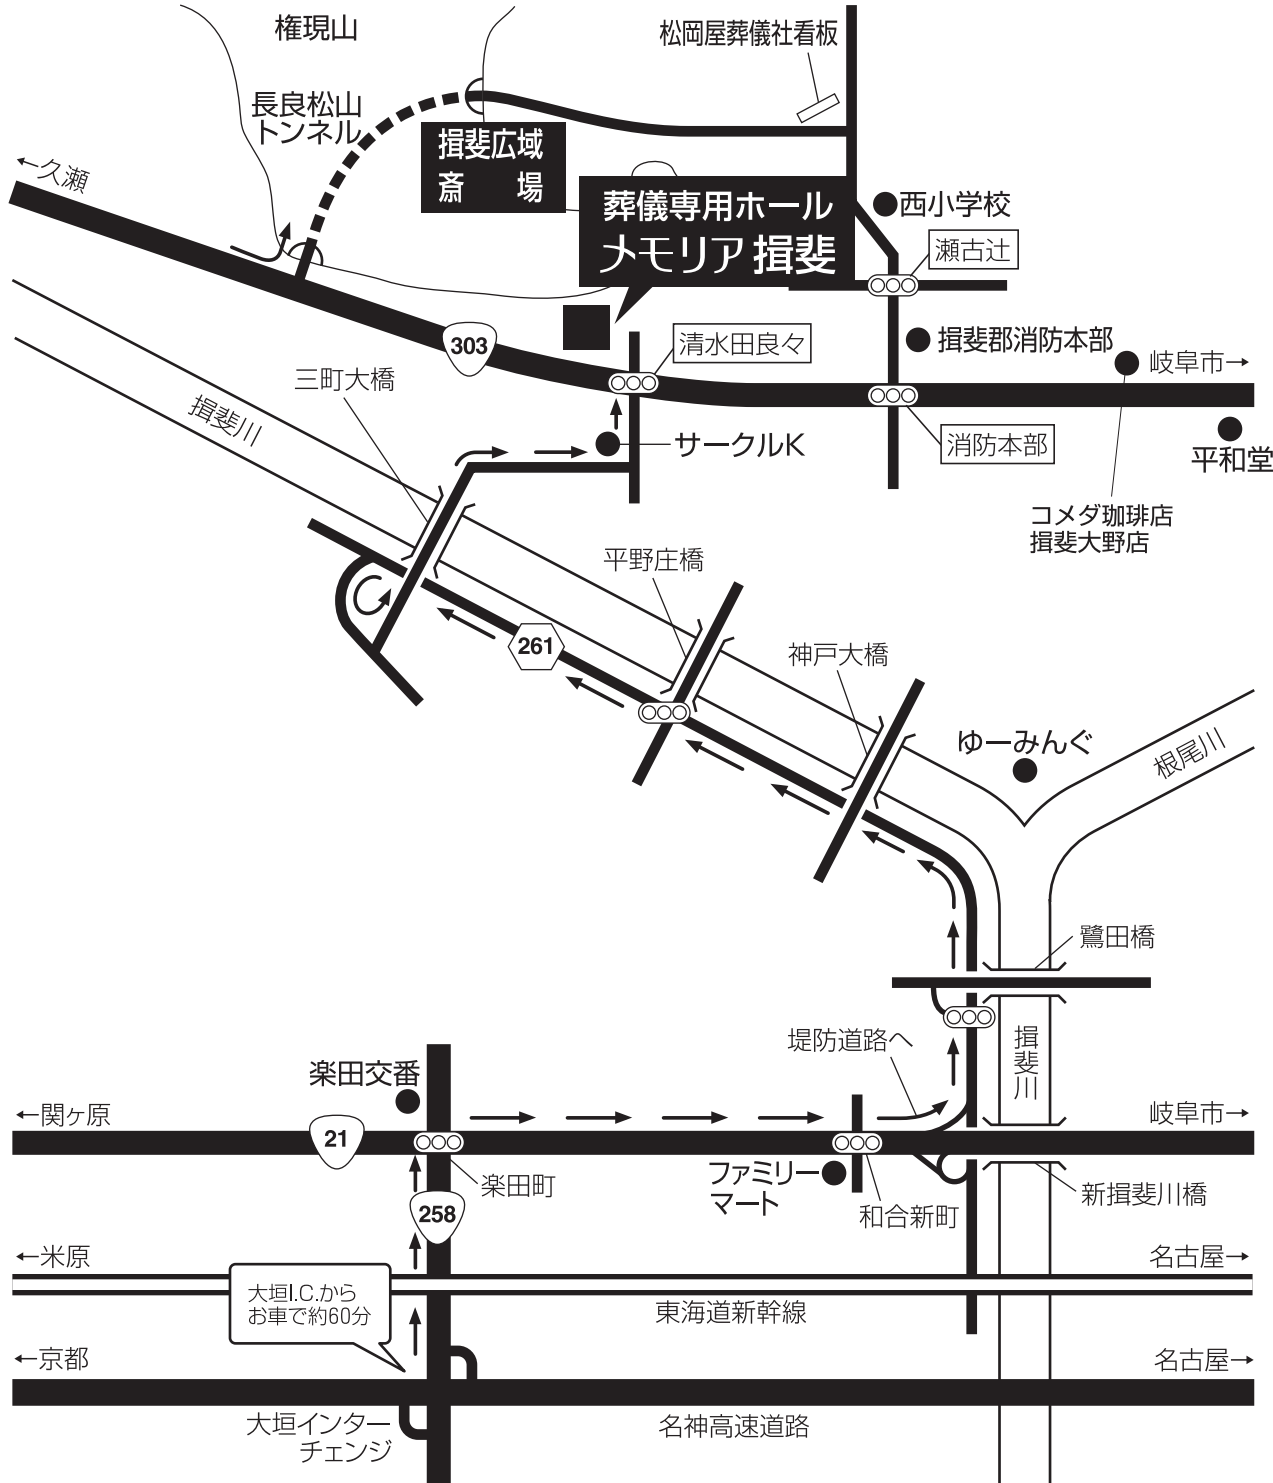 権現山
松岡屋葬儀社看板
長良松山
トンネル
揖斐広域
斎　場
←久瀬
葬儀専用ホール
メモリア揖斐
西小学校
瀬古辻
揖斐郡消防本部
303
清水田良々
岐阜市→
三町大橋
揖斐川
サークルK
消防本部
平和堂
コメダ珈琲店
揖斐大野店
平野庄橋
261
神戸大橋
ゆーみんぐ
根尾川
鷺田橋
堤防道路へ
揖斐川
楽田交番
←関ヶ原
岐阜市→
21
楽田町
ファミリー
マート
和合新町
新揖斐川橋
258
←米原
名古屋→
大垣I.C.から
お車で約60分
東海道新幹線
←京都
名古屋→
大垣インター
チェンジ
名神高速道路